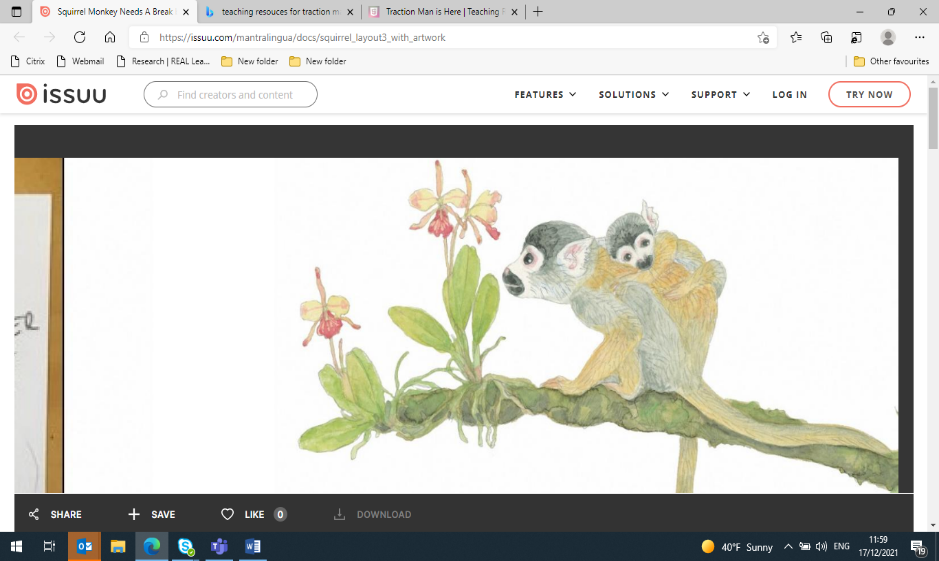 Squirrel Monkey Needs A Break
teaching resouces for traction m
Traction Man is Here | Teaching
https://issuu.com/mantralingua/docs/squirrel_layout3_with_artwork
Citrix
Webmail
Research | REAL Lea...
New folder
New folder
Other favourites
issuu
Find creators and content
FEATURES
SOLUTIONS
SUPPORT
LOG IN
TRY NOW
SHARE
SAVE
LIKE 0
DOWNLOAD
40°F Sunny
ENG
11:59
17/12/2021
19